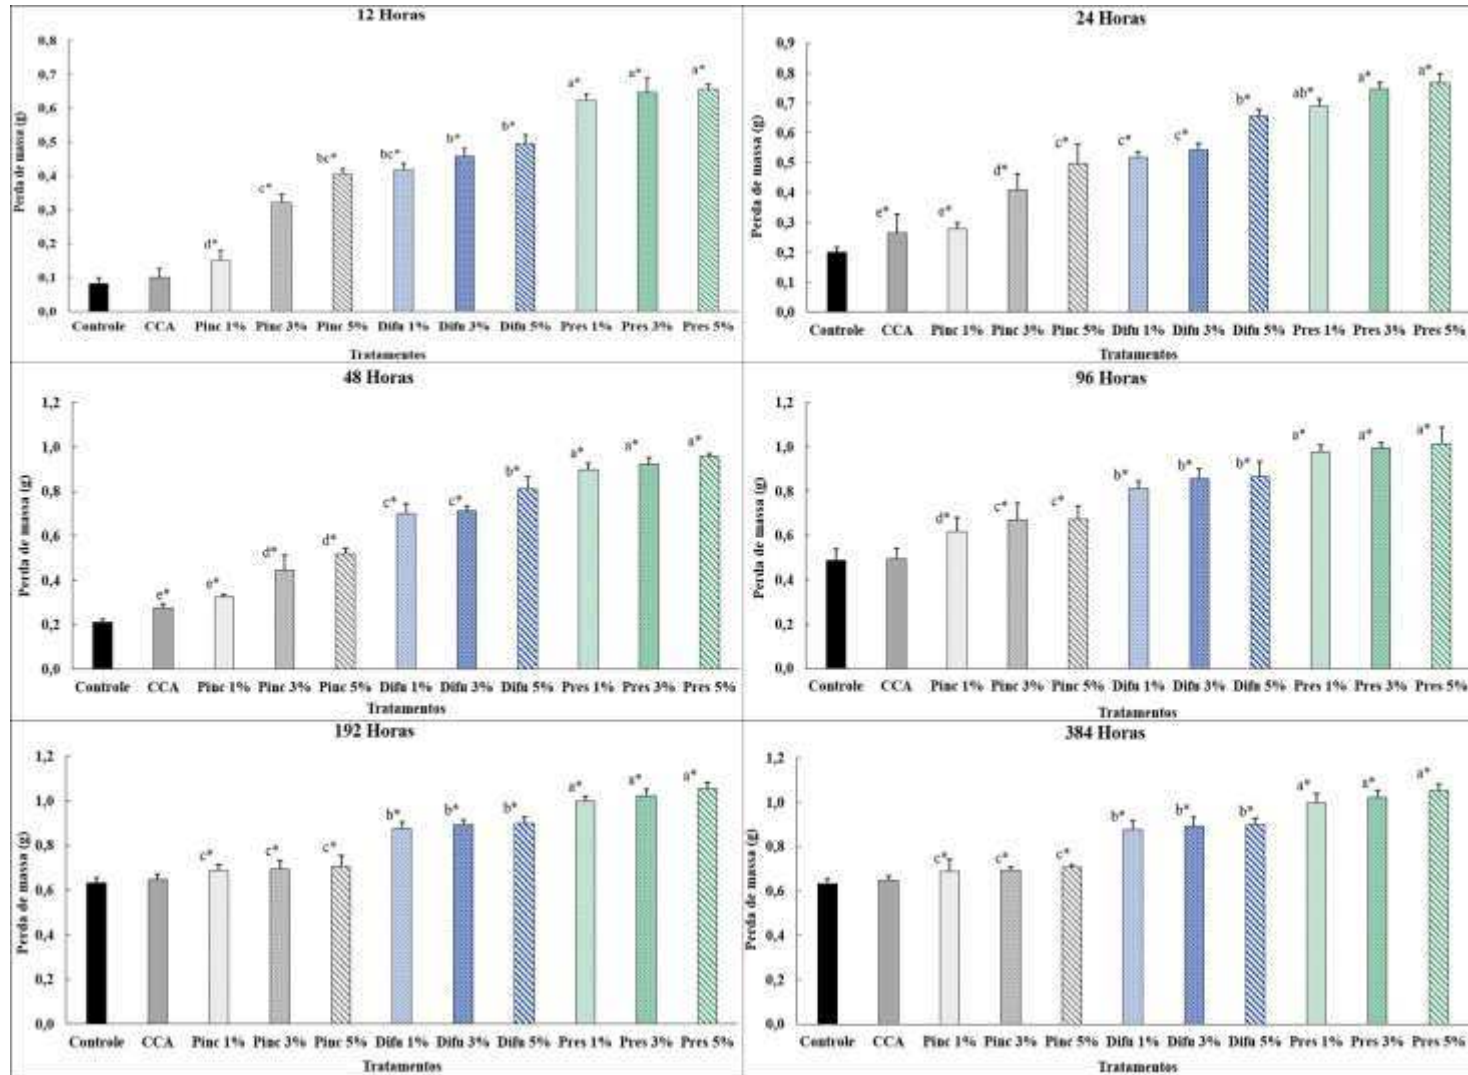 12 Horas
Perda de massa (g)
0,8
0,7
0,6
0,5
0,4
0,3
0,2
0,1
0,0
d*
c*
bc*
bc*
b*
b*
a*
a*
a*
Controle CCA Pinc 1% Pinc 3% Pinc 5% Difu 1% Difu 3% Difu 5% Pres 1% Pres 3% Pres 5%
Tratamentos
24 Horas
Perda de massa (g)
0,9
0,8
0,7
0,6
0,5
0,4
0,3
0,2
0,1
0,0
e*
e*
d*
c*
c*
c*
b*
ab*
a*
a*
Controle CCA Pinc 1% Pinc 3% Pinc 5% Difu 1% Difu 3% Difu 5% Pres 1% Pres 3% Pres 5%
Tratamentos
48 Horas
Perda de massa (g)
1,2
1,0
0,8
0,6
0,4
0,2
0,0
e*
e*
d*
d*
c*
c*
b*
a*
a*
a*
Controle CCA Pinc 1% Pinc 3% Pinc 5% Difu 1% Difu 3% Difu 5% Pres 1% Pres 3% Pres 5%
Tratamentos
96 Horas
Perda de massa (g)
1,2
1,0
0,8
0,6
0,4
0,2
0,0
d*
c*
c*
b*
b*
b*
a*
a*
a*
Controle CCA Pinc 1% Pinc 3% Pinc 5% Difu 1% Difu 3% Difu 5% Pres 1% Pres 3% Pres 5%
Tratamentos
192 Horas
Perda de massa (g)
1,2
1,0
0,8
0,6
0,4
0,2
0,0
c*
c*
c*
b*
b*
b*
a*
a*
a*
Controle CCA Pinc 1% Pinc 3% Pinc 5% Difu 1% Difu 3% Difu 5% Pres 1% Pres 3% Pres 5%
Tratamentos
384 Horas
Perda de massa (g)
1,2
1,0
0,8
0,6
0,4
0,2
0,0
c*
c*
c*
b*
b*
b*
a*
a*
a*
Controle CCA Pinc 1% Pinc 3% Pinc 5% Difu 1% Difu 3% Difu 5% Pres 1% Pres 3% Pres 5%
Tratamentos